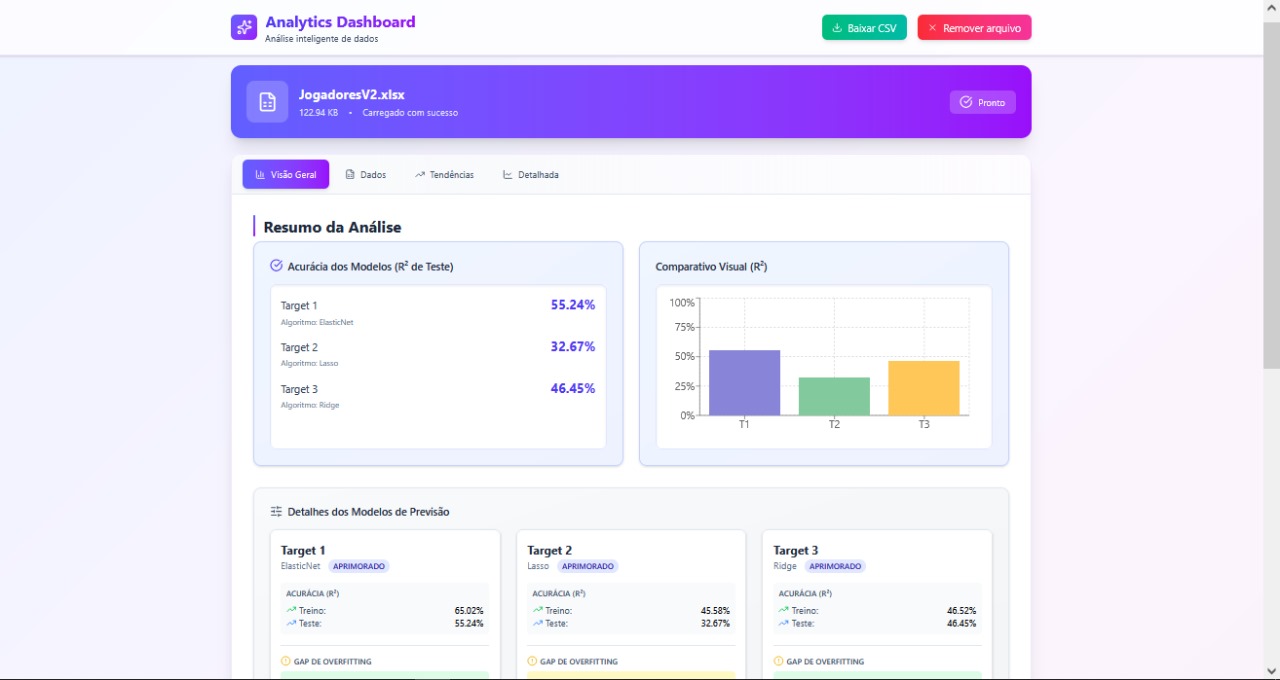 Analytics Dashboard
Análise inteligente de dados
Baixar CSV
Remover arquivo
JogadoresV2.xlsx
122.94 KB • Carregado com sucesso
Pronto
Visão Geral
Dados
Tendências
Detalhada
Resumo da Análise
Acurácia dos Modelos (R² de Teste)
Target 1 55.24%
Algoritmo: ElasticNet
Target 2 32.67%
Algoritmo: Lasso
Target 3 46.45%
Algoritmo: Ridge
Comparativo Visual (R²)
100%
75%
50%
25%
0%
T1 T2 T3
Detalhes dos Modelos de Previsão
Target 1
ElasticNet APRIMORADO
ACURÁCIA (R²)
Treino: 65.02%
Teste: 55.24%
GAP DE OVERFITTING
Target 2
Lasso APRIMORADO
ACURÁCIA (R²)
Treino: 45.58%
Teste: 32.67%
GAP DE OVERFITTING
Target 3
Ridge APRIMORADO
ACURÁCIA (R²)
Treino: 46.52%
Teste: 46.45%
GAP DE OVERFITTING